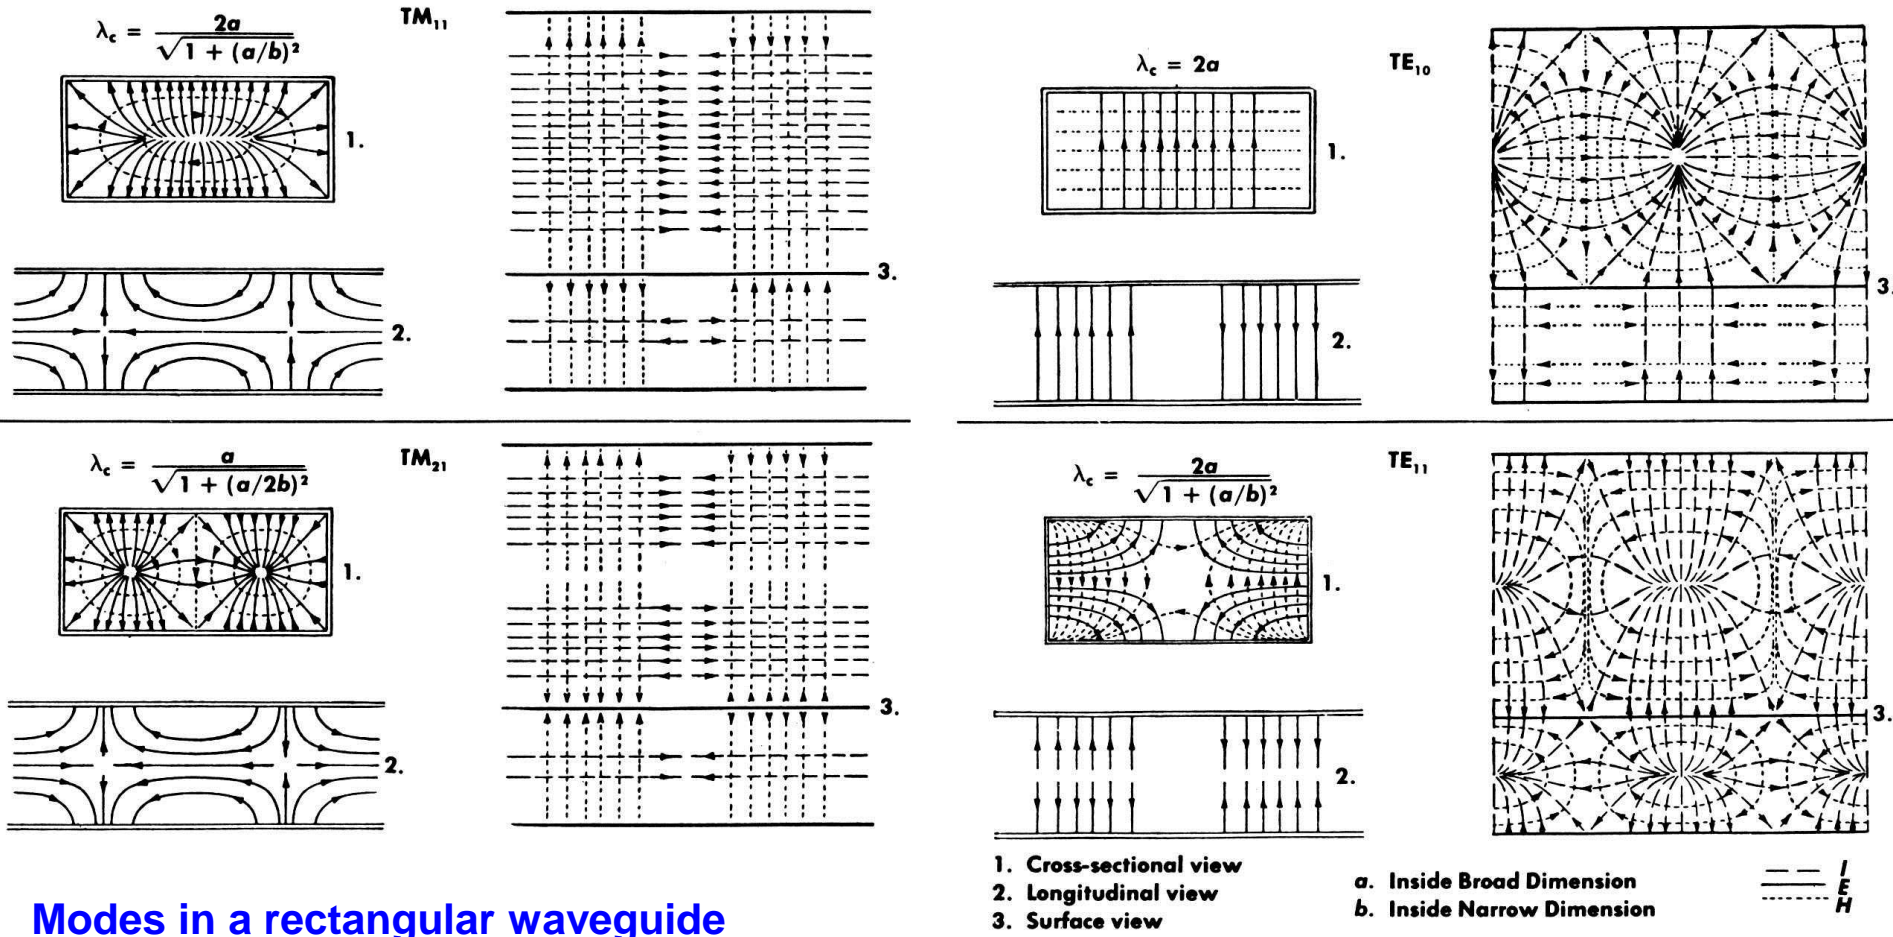 λc = 2a / √1 + (a/b)²
TM₁₁
1.
2.
3.
λc = 2a
TE₁₀
1.
2.
3.
λc = a / √1 + (a/2b)²
TM₂₁
1.
2.
3.
λc = 2a / √1 + (a/b)²
TE₁₁
1.
2.
3.
1. Cross-sectional view
2. Longitudinal view
3. Surface view
a. Inside Broad Dimension
b. Inside Narrow Dimension
I
E
H
Modes in a rectangular waveguide